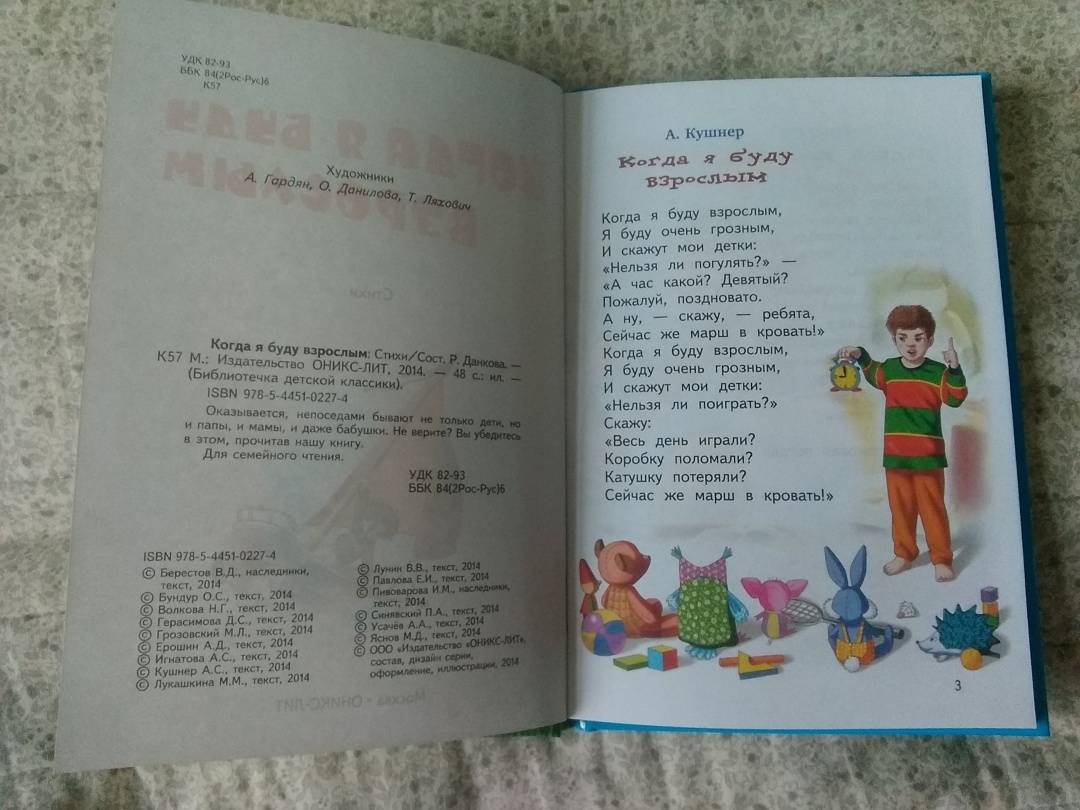 УДК 82-93
ББК 84(2Рос-Рус)6
К57
Художники
А. Гардян, О. Данилова, Т. Ляхович
Стихи
Когда я буду взрослым: Стихи/Сост. Р. Данкова. —
К57 М.: Издательство ОНИКС-ЛИТ, 2014. — 48 с.: ил. —
(Библиотечка детской классики).
ISBN 978-5-4451-0227-4
Оказывается, непоседами бывают не только дети, но
и папы, и мамы, и даже бабушки. Не верите? Вы убедитесь
в этом, прочитав нашу книгу.
Для семейного чтения.
УДК 82-93
ББК 84(2Рос-Рус)6
ISBN 978-5-4451-0227-4
© Берестов В.Д., наследники,
текст, 2014
© Бундур О.С., текст, 2014
© Волкова Н.Г., текст, 2014
© Герасимова Д.С., текст, 2014
© Грозовский М.Л., текст, 2014
© Ерошин А.Д., текст, 2014
© Игнатова А.С., текст, 2014
© Кушнер А.С., текст, 2014
© Лукашкина М.М., текст, 2014
© Лунин В.В., текст, 2014
© Павлова Е.И., текст, 2014
© Пивоварова И.М., наследники,
текст, 2014
© Синявский П.А., текст, 2014
© Усачёв А.А., текст, 2014
© Яснов М.Д., текст, 2014
© ООО «Издательство «ОНИКС-ЛИТ»,
состав, дизайн серии,
оформление, иллюстрации, 2014
Москва • ОНИКС-ЛИТ
А. Кушнер
Когда я буду
взрослым
Когда я буду взрослым,
Я буду очень грозным,
И скажут мои детки:
«Нельзя ли погулять?» —
«А час какой? Девятый?
Пожалуй, поздновато.
А ну, — скажу, — ребята,
Сейчас же марш в кровать!»
Когда я буду взрослым,
Я буду очень грозным,
И скажут мои детки:
«Нельзя ли поиграть?»
Скажу:
«Весь день играли?
Коробку поломали?
Катушку потеряли?
Сейчас же марш в кровать!»
3